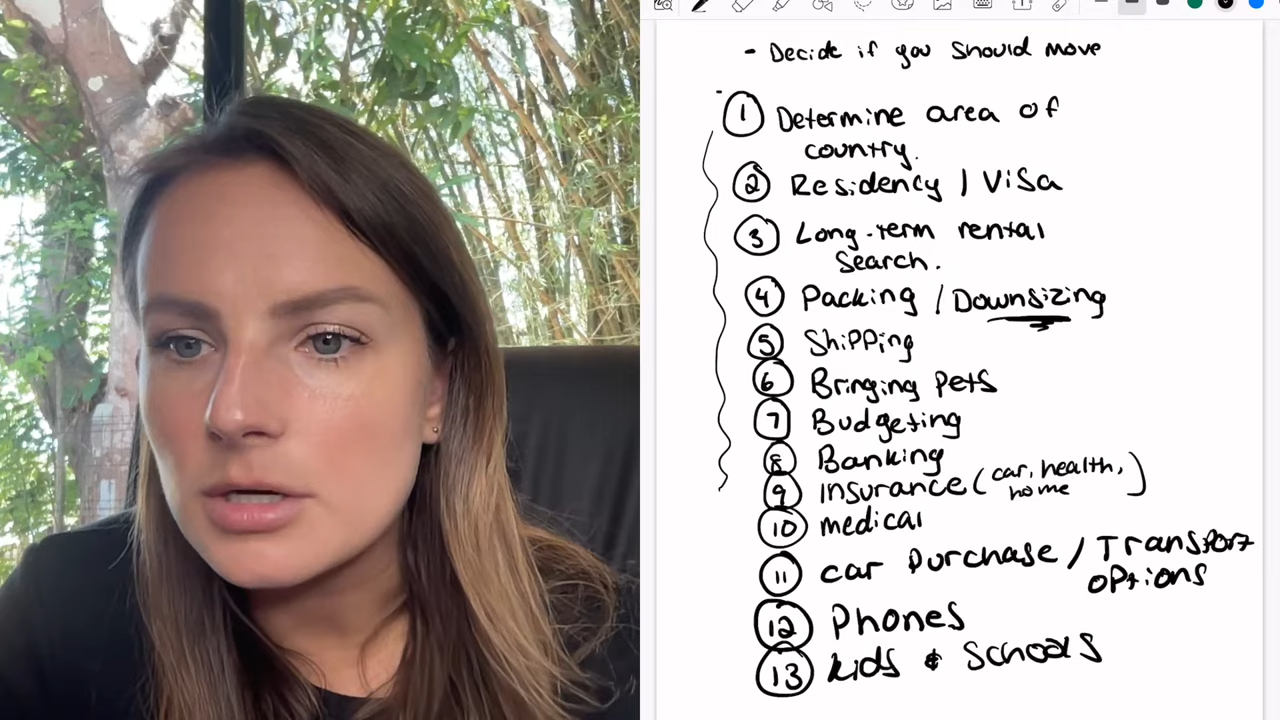 - Decide if you should move
1 Determine area of
country.
2 Residency / Visa
3 Long-term rental
search.
4 Packing / Downsizing
5 Shipping
6 Bringing pets
7 Budgeting
8 Banking
9 Insurance (car, health,
home)
10 medical
11 car purchase / Transport
options
12 Phones
13 kids & schools